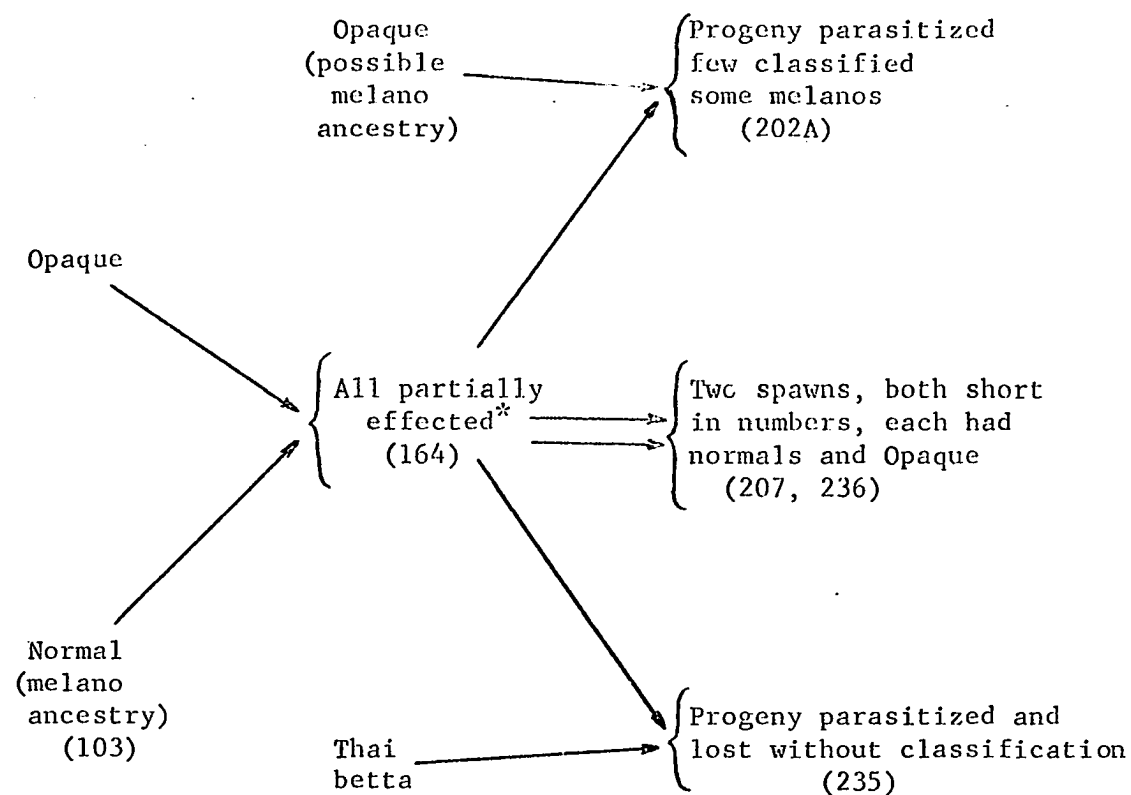 Opaque
(possible
melano
ancestry)
Progeny parasitized
few classified
some melanos
(202A)
Opaque
All partially
effected*
(164)
Two spawns, both short
in numbers, each had
normals and Opaque
(207, 236)
Normal
(melano
ancestry)
(103)
Thai
betta
Progeny parasitized and
lost without classification
(235)